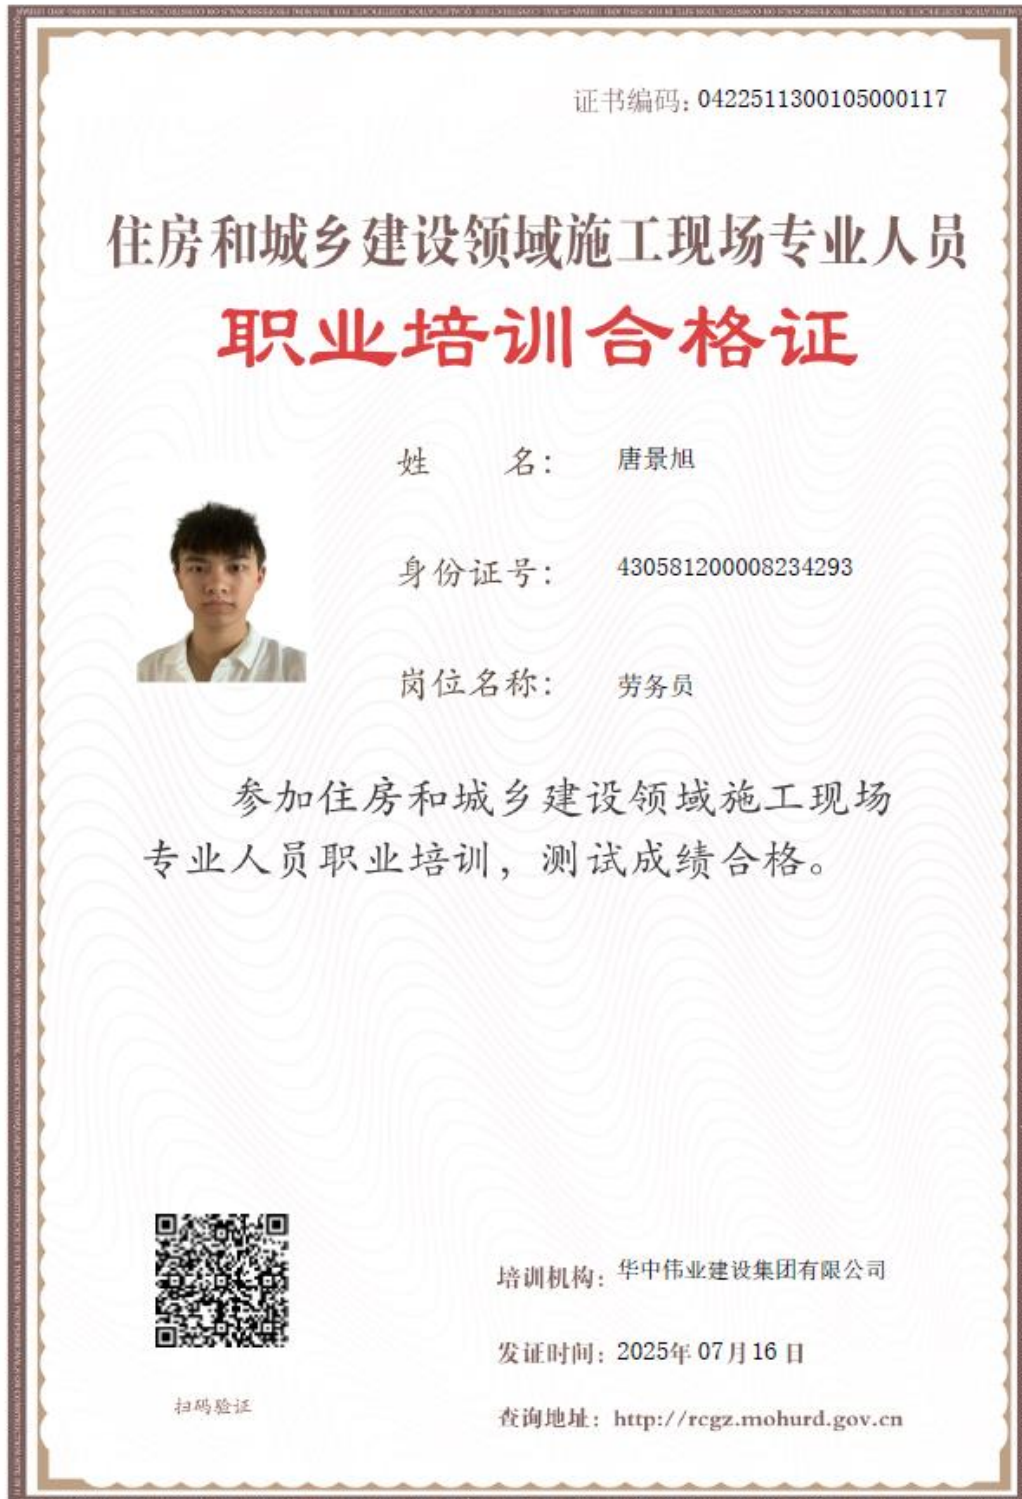 证书编码：0422511300105000117
住房和城乡建设领域施工现场专业人员
职业培训合格证
姓 名： 唐景旭
身份证号： 430581200008234293
岗位名称： 劳务员
参加住房和城乡建设领域施工现场
专业人员职业培训，测试成绩合格。
培训机构：华中伟业建设集团有限公司
发证时间：2025年 07月16 日
扫码验证
查询地址：http://rcgz.mohurd.gov.cn